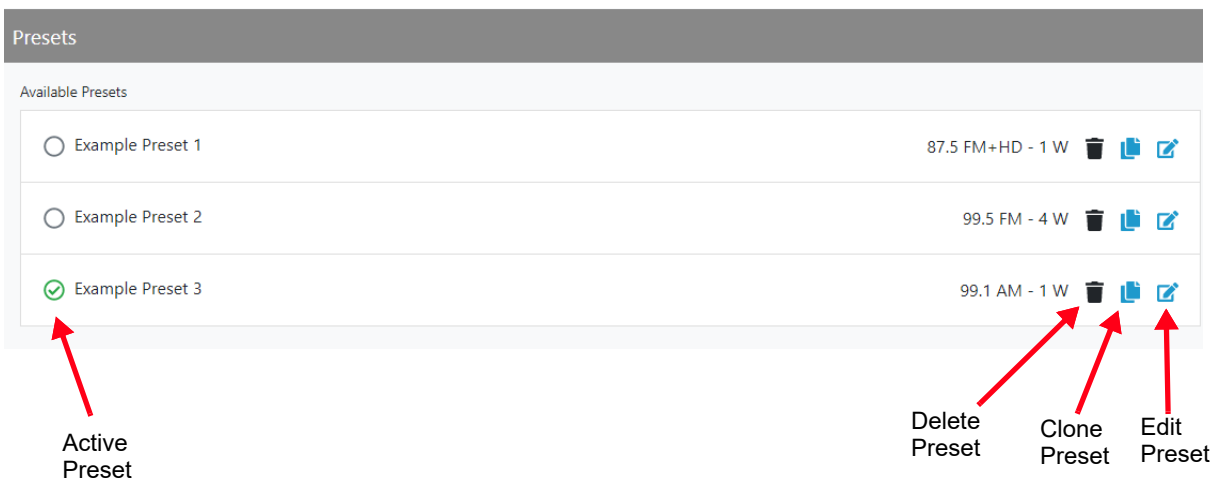 Presets
Available Presets
Example Preset 1 87.5 FM+HD - 1 W
Example Preset 2 99.5 FM - 4 W
Example Preset 3 99.1 AM - 1 W
Active
Preset
Delete
Preset
Clone
Preset
Edit
Preset